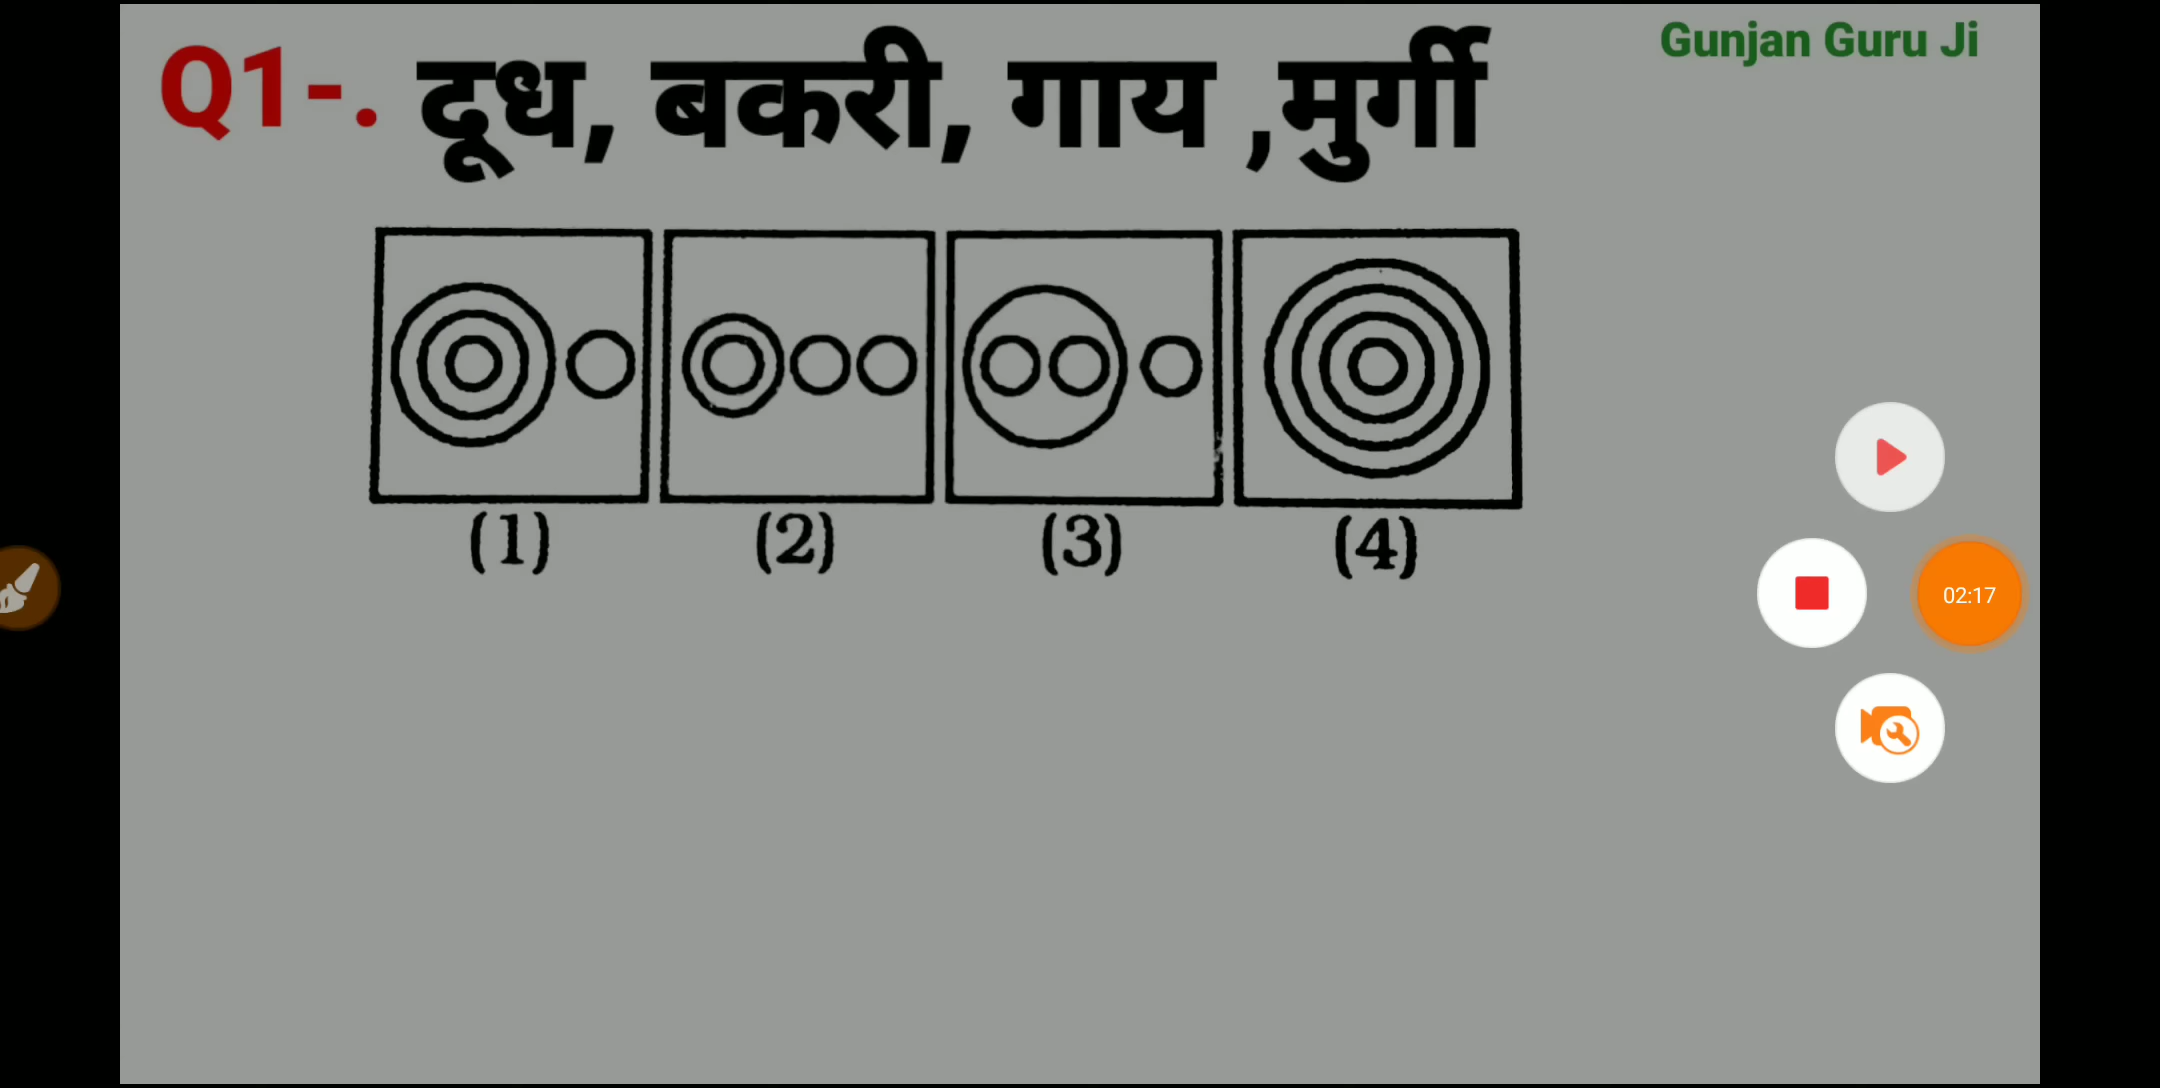 Gunjan Guru Ji
Q1-. दूध, बकरी, गाय ,मुर्गी
(1) (2) (3) (4)
02:17